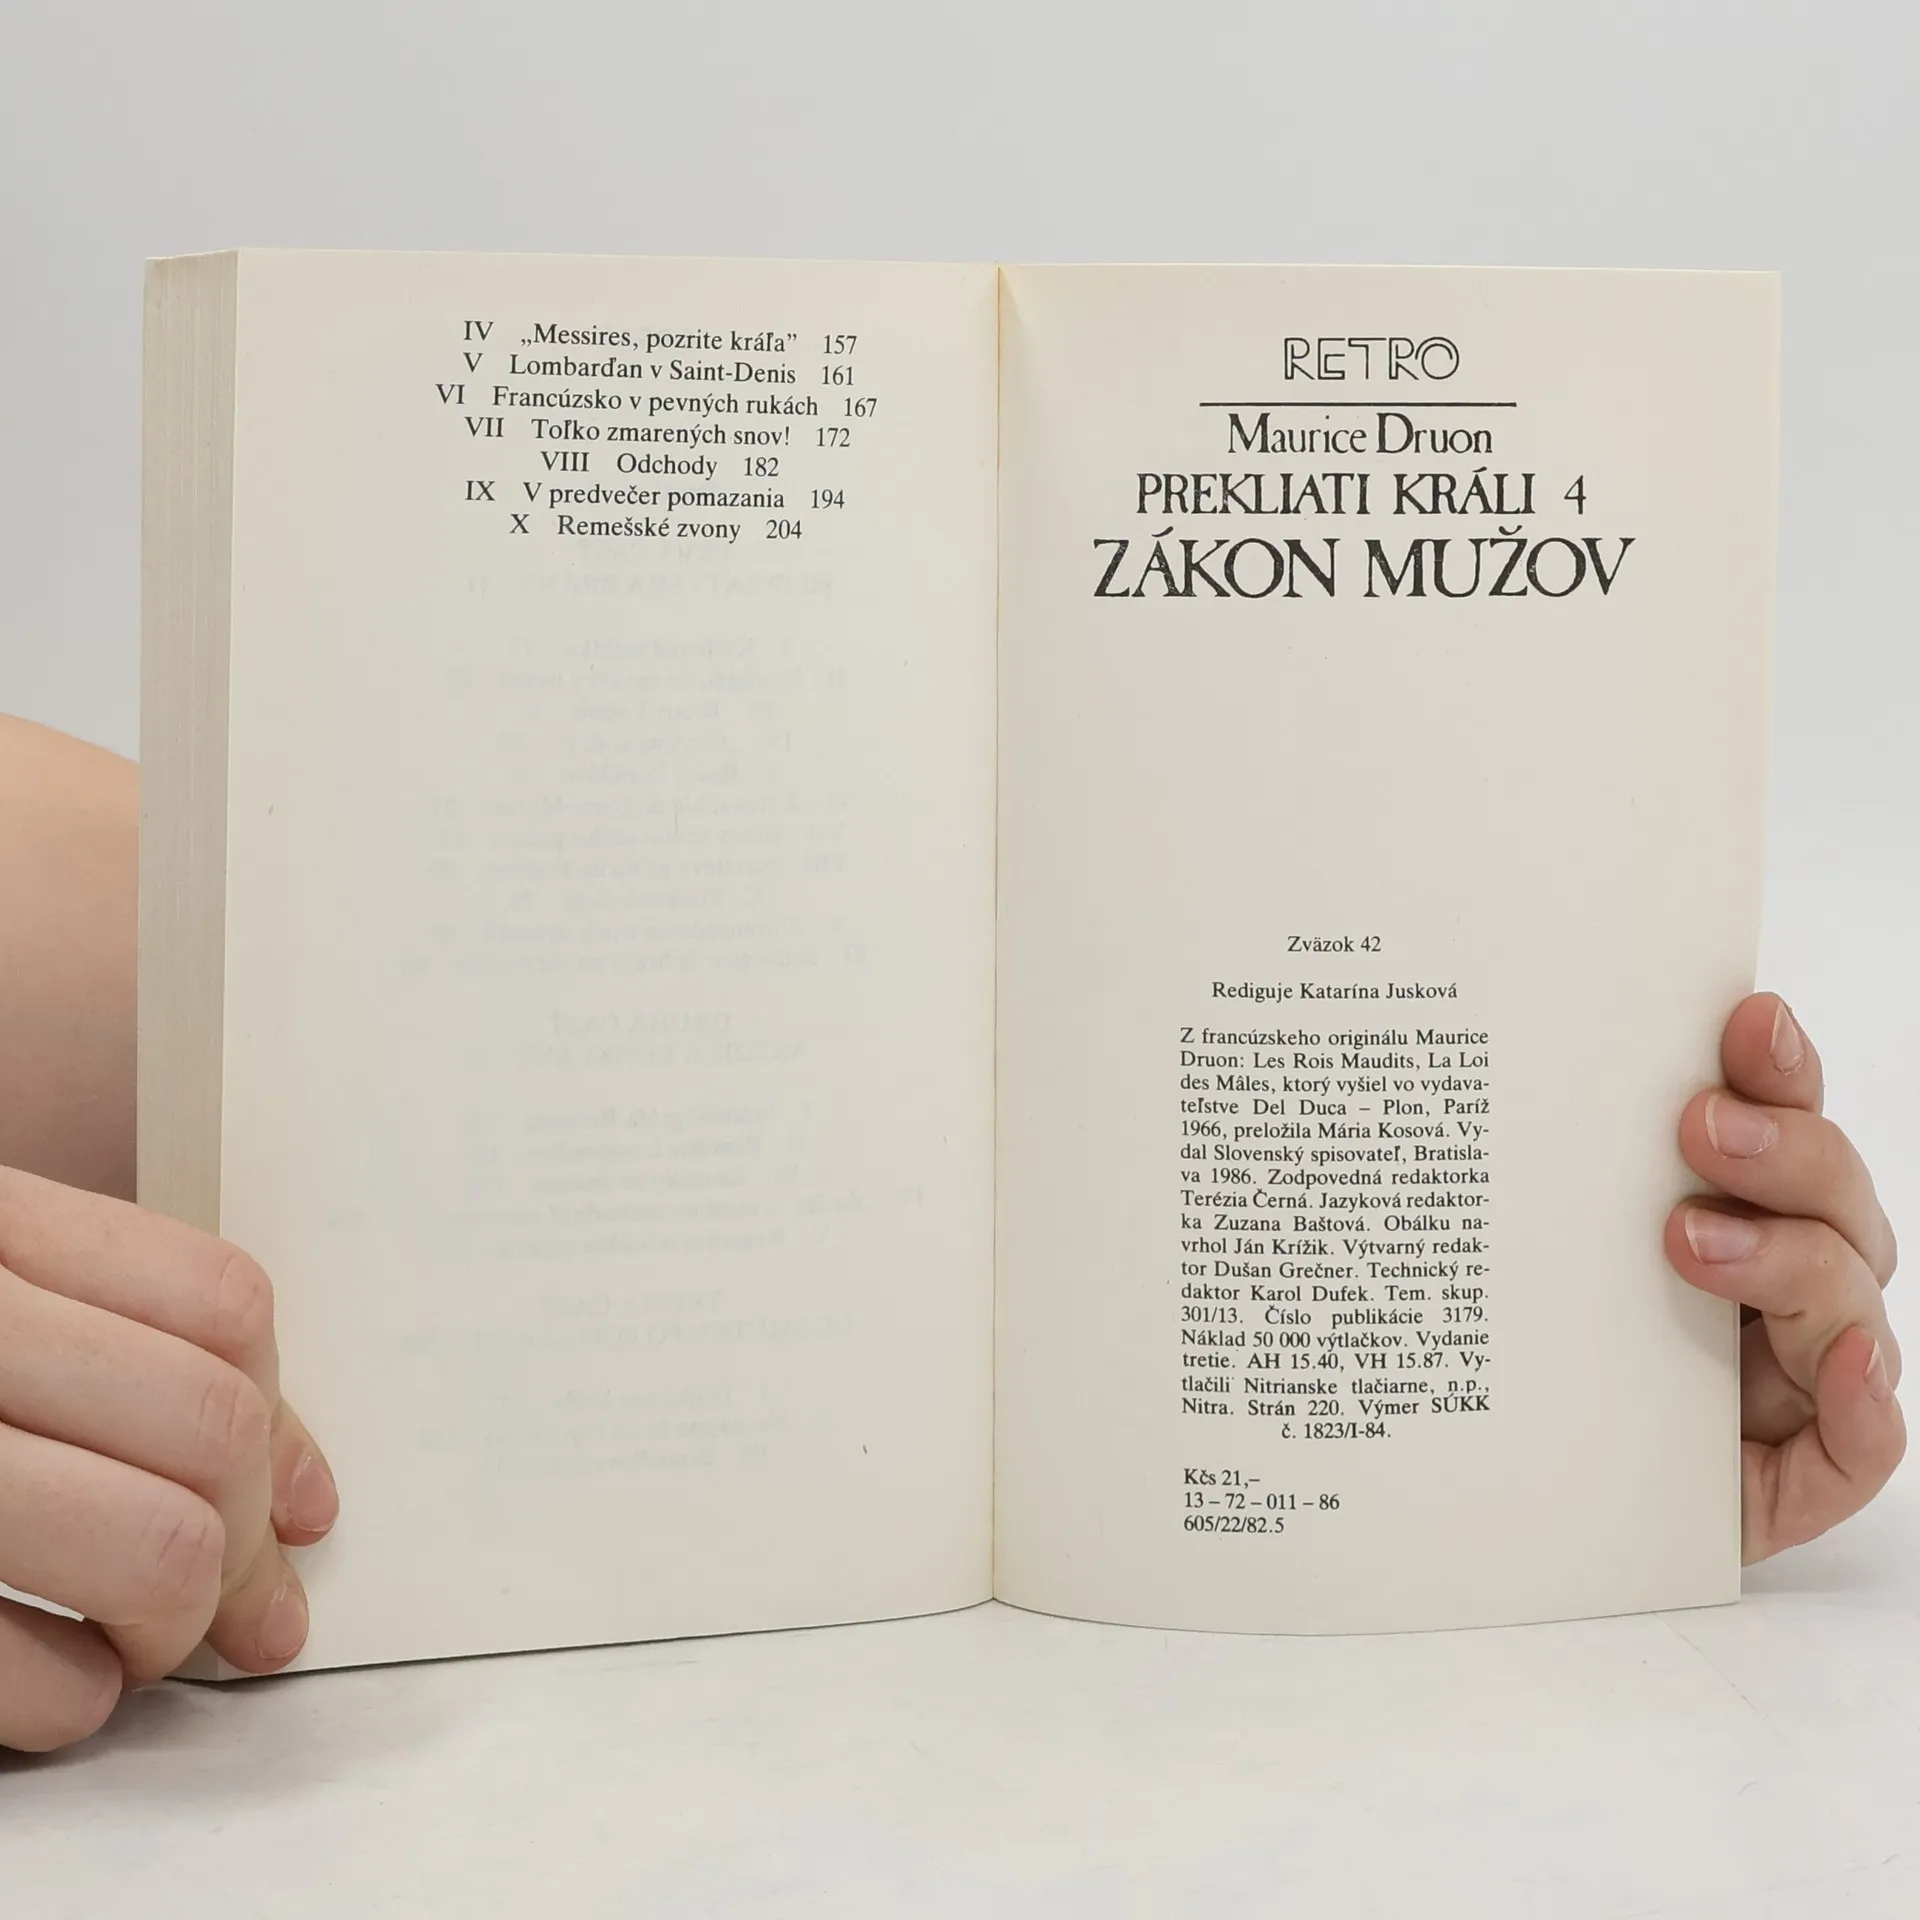 IV „Messires, pozrite kráľa” 157
V Lombarďan v Saint-Denis 161
VI Francúzsko v pevných rukách 167
VII Toľko zmarených snov! 172
VIII Odchody 182
IX V predvečer pomazania 194
X Remešské zvony 204
RETRO
Maurice Druon
PREKLIATI KRÁLI 4
ZÁKON MUŽOV
Zväzok 42
Rediguje Katarína Jusková
Z francúzskeho originálu Maurice
Druon: Les Rois Maudits, La Loi
des Mâles, ktorý vyšiel vo vydava-
teľstve Del Duca – Plon, Paríž
1966, preložila Mária Kosová. Vy-
dal Slovenský spisovateľ, Bratisla-
va 1986. Zodpovedná redaktorka
Terézia Černá. Jazyková redaktor-
ka Zuzana Baštová. Obálku na-
vrhol Ján Krížik. Výtvarný redak-
tor Dušan Grečner. Technický re-
daktor Karol Dufek. Tem. skup.
301/13. Číslo publikácie 3179.
Náklad 50 000 výtlačkov. Vydanie
tretie. AH 15.40, VH 15.87. Vy-
tlačili Nitrianske tlačiarne, n.p.,
Nitra. Strán 220. Výmer SÚKK
č. 1823/I-84.
Kčs 21,–
13 – 72 – 011 – 86
605/22/82.5